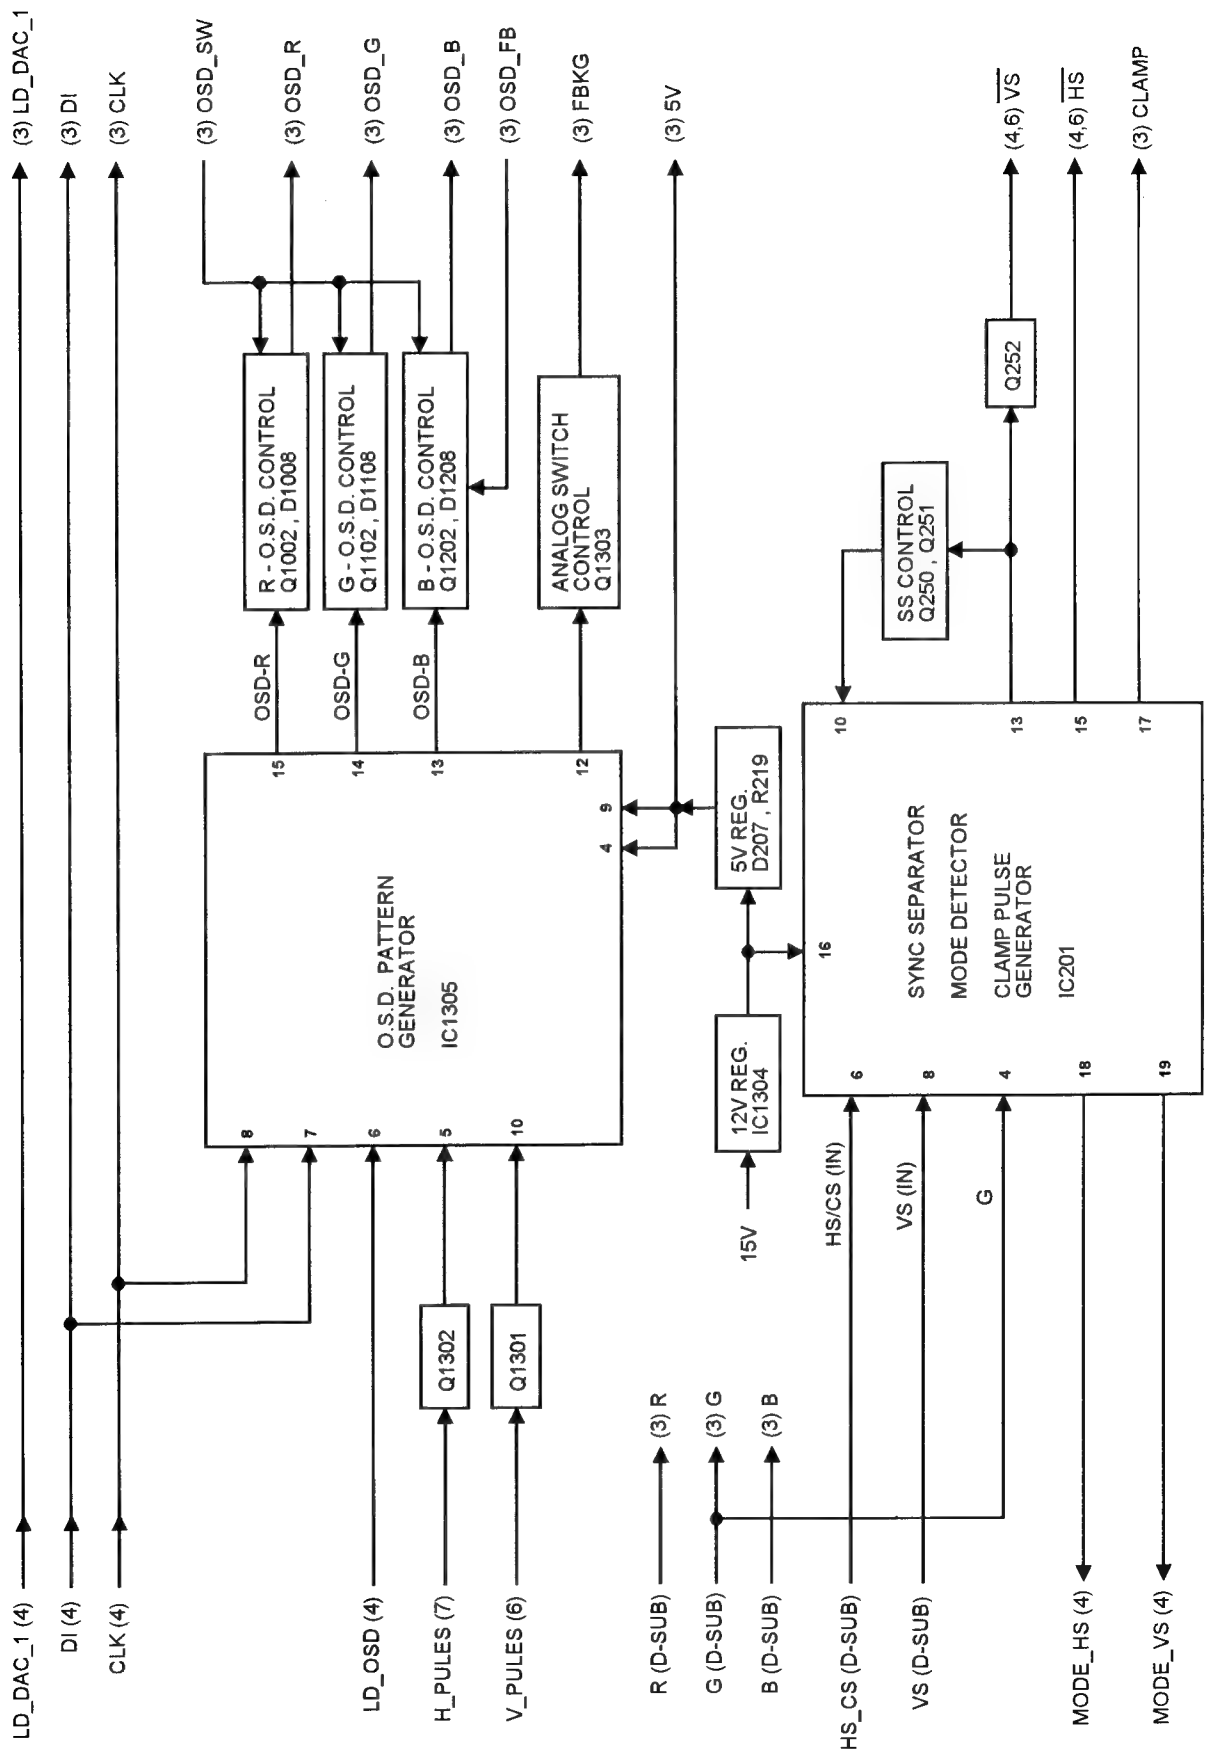 LD_DAC_1 (4)
(3) LD_DAC_1
DI (4)
(3) DI
CLK (4)
(3) CLK
(3) OSD_SW
(3) OSD_R
(3) OSD_G
(3) OSD_B
(3) OSD_FB
(3) FBKG
(3) 5V
R - O.S.D. CONTROL
Q1002 , D1008
G - O.S.D. CONTROL
Q1102 , D1108
B - O.S.D. CONTROL
Q1202 , D1208
ANALOG SWITCH
CONTROL
Q1303
OSD-R
OSD-G
OSD-B
15
14
13
12
9
4
O.S.D. PATTERN
GENERATOR
IC1305
8
7
6
5
10
LD_OSD (4)
H_PULES (7)
Q1302
V_PULES (6)
Q1301
15V
12V REG.
IC1304
5V REG.
D207 , R219
R (D-SUB)
(3) R
G (D-SUB)
(3) G
B (D-SUB)
(3) B
HS_CS (D-SUB)
HS/CS (IN)
VS (D-SUB)
VS (IN)
G
MODE_HS (4)
MODE_VS (4)
6
8
4
18
19
16
SYNC SEPARATOR
MODE DETECTOR
CLAMP PULSE
GENERATOR
IC201
10
13
15
17
SS CONTROL
Q250 , Q251
Q252
(4,6) VS
(4,6) HS
(3) CLAMP